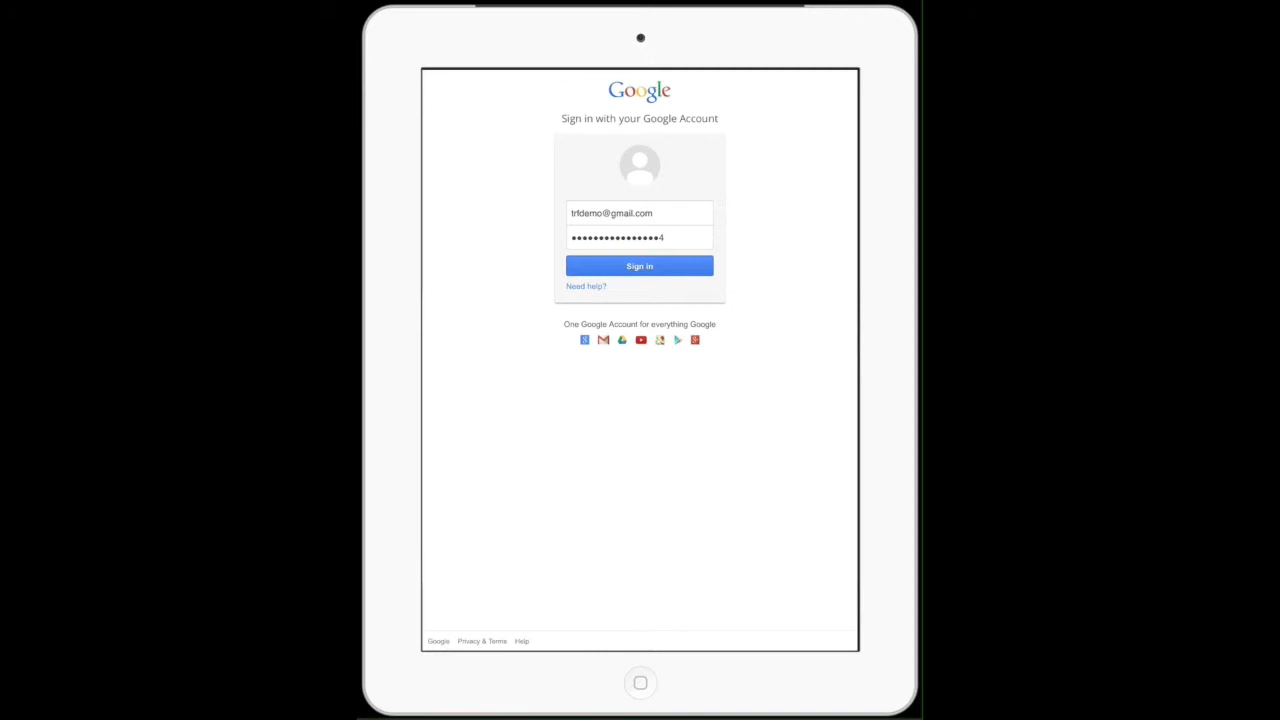 Google
Sign in with your Google Account
trfdemo@gmail.com
••••••••••••••••4
Sign in
Need help?
One Google Account for everything Google
Google Privacy & Terms Help